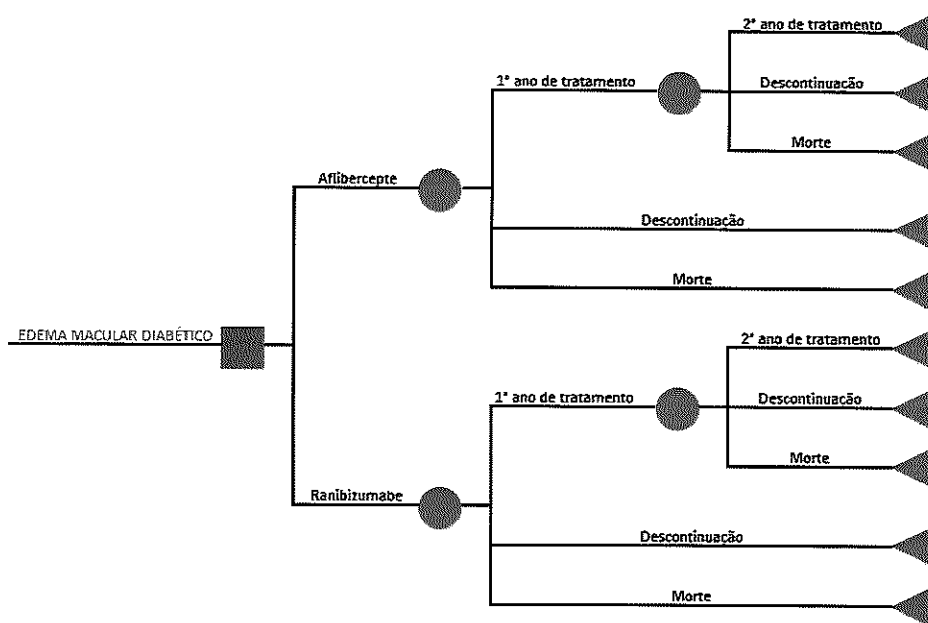 2° ano de tratamento
1° ano de tratamento
Descontinuação
Morte
Aflibercepte
Descontinuação
Morte
EDEMA MACULAR DIABÉTICO
2° ano de tratamento
1° ano de tratamento
Descontinuação
Morte
Ranibizumabe
Descontinuação
Morte